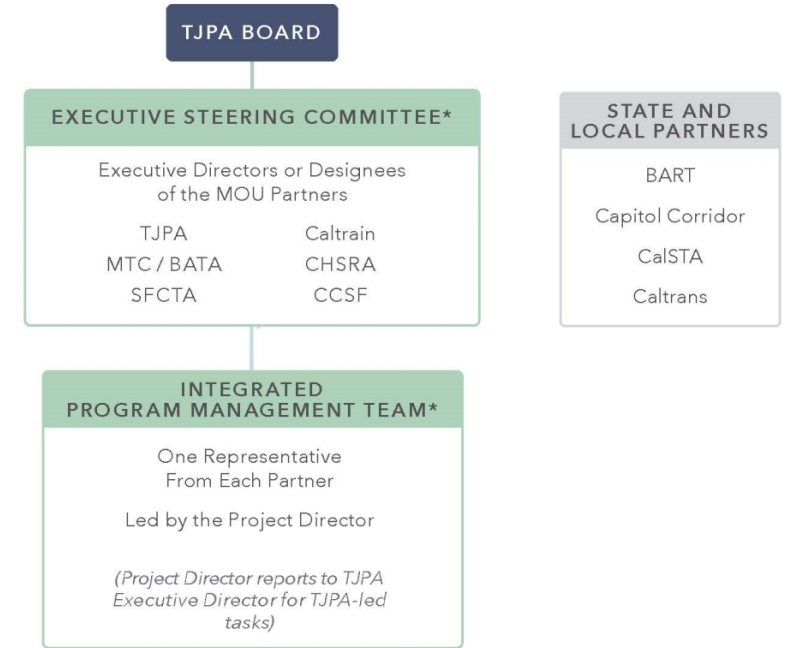 TJPA BOARD
EXECUTIVE STEERING COMMITTEE*
Executive Directors or Designees
of the MOU Partners
TJPA
Caltrain
MTC / BATA
CHSRA
SFCTA
CCSF
STATE AND
LOCAL PARTNERS
BART
Capitol Corridor
CalSTA
Caltrans
INTEGRATED
PROGRAM MANAGEMENT TEAM*
One Representative
From Each Partner
Led by the Project Director
(Project Director reports to TJPA
Executive Director for TJPA-led
tasks)